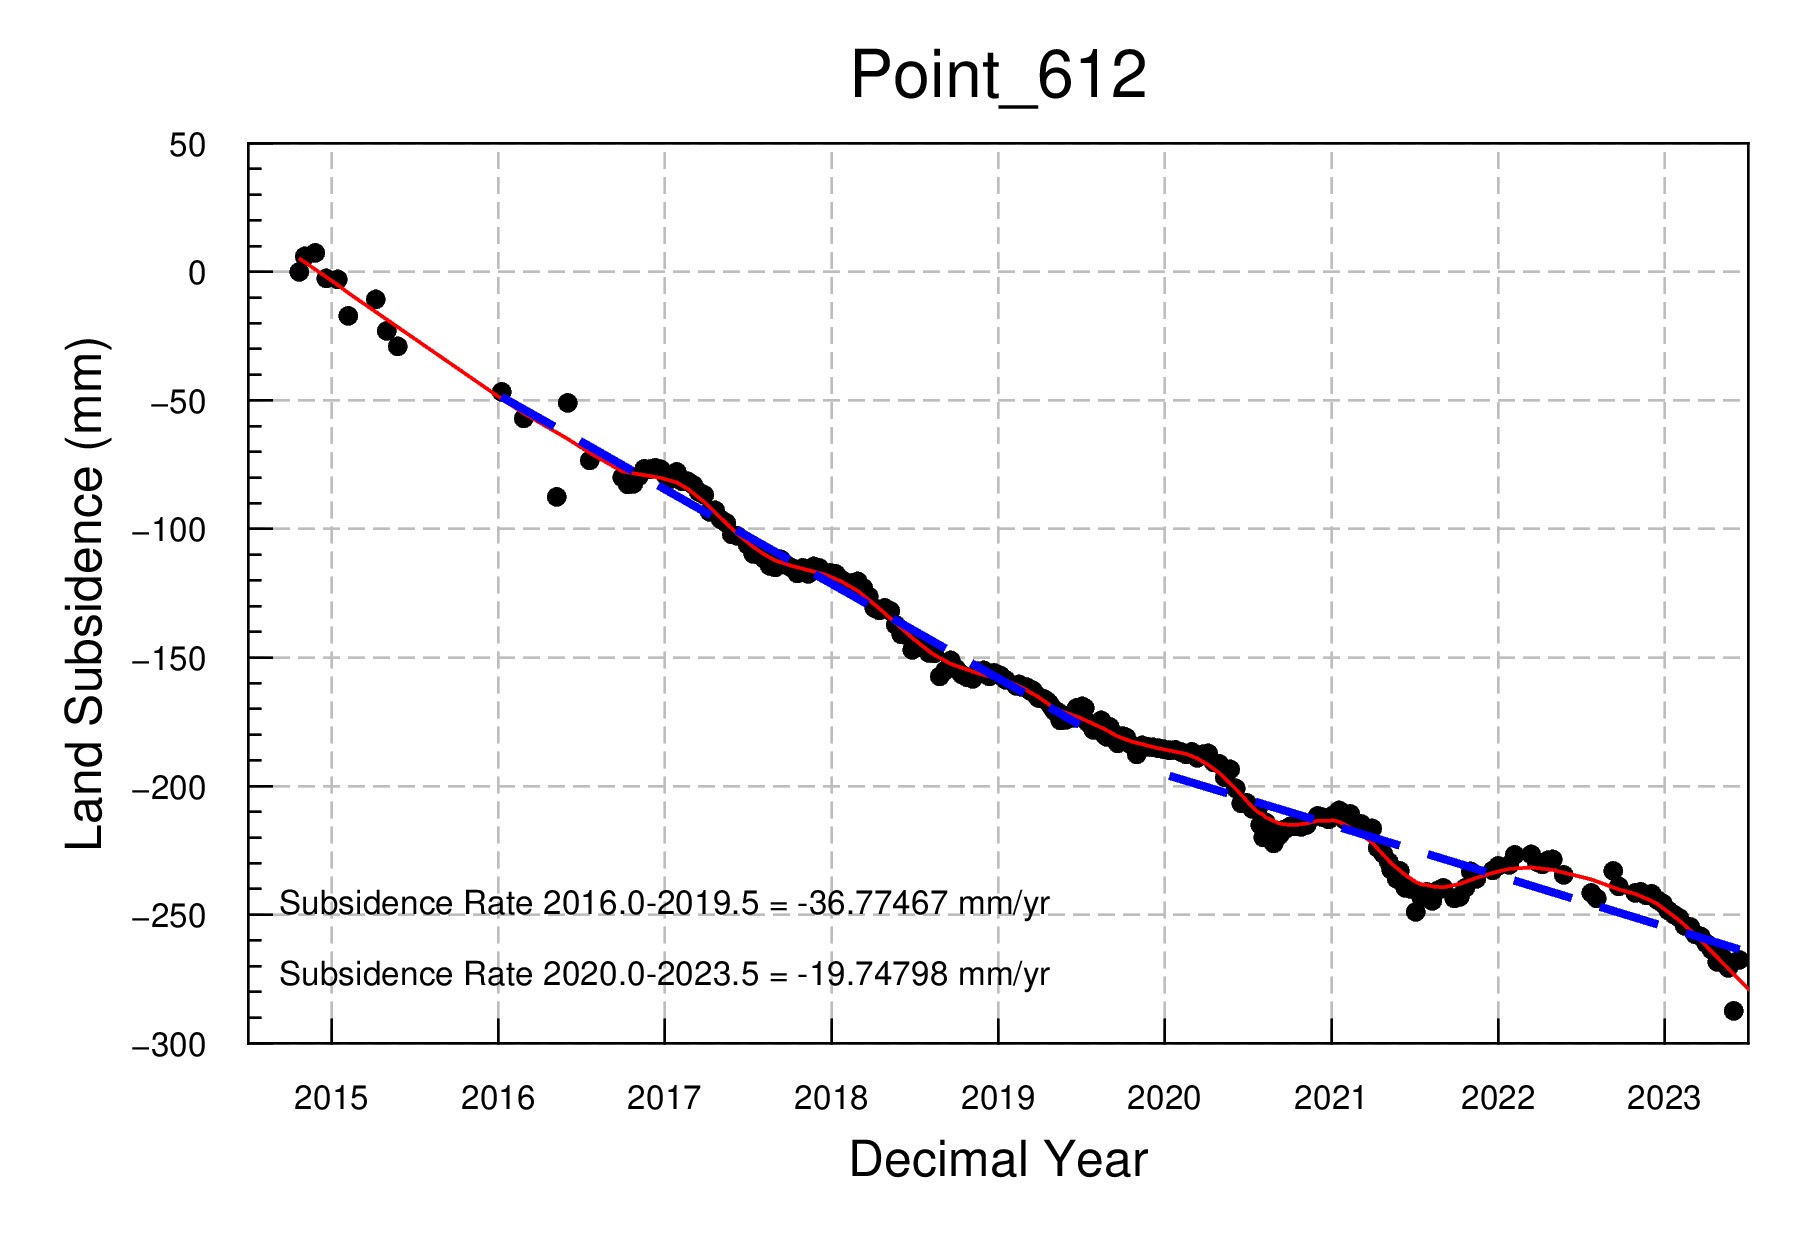 Point_612
50
0
−50
−100
−150
−200
−250
−300
Land Subsidence (mm)
Subsidence Rate 2016.0-2019.5 = -36.77467 mm/yr
Subsidence Rate 2020.0-2023.5 = -19.74798 mm/yr
2015 2016 2017 2018 2019 2020 2021 2022 2023
Decimal Year